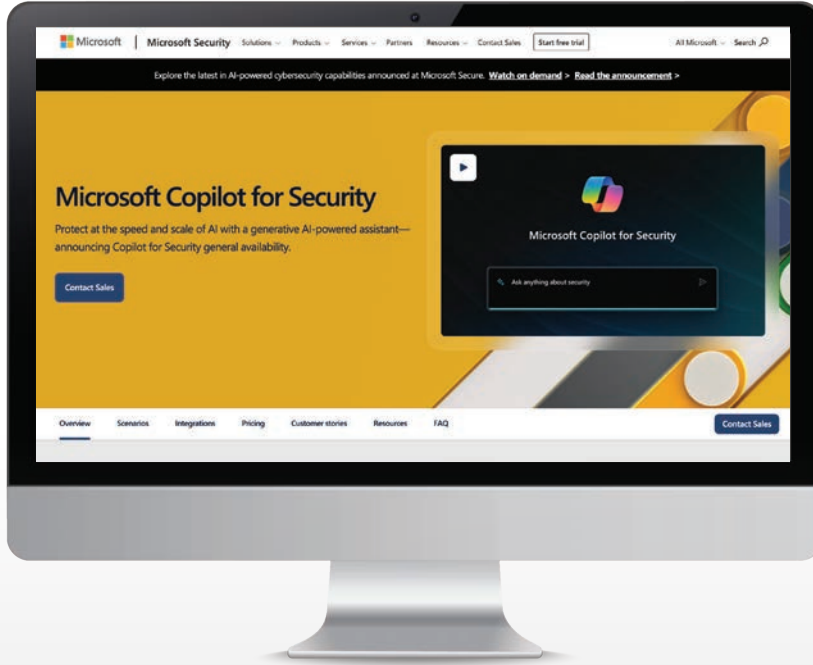 Microsoft | Microsoft Security Solutions Products Services Partners Resources Contact Sales Start free trial All Microsoft Search
Explore the latest in AI-powered cybersecurity capabilities announced at Microsoft Secure. Watch on demand > Read the announcement >
Microsoft Copilot for Security
Protect at the speed and scale of AI with a generative AI-powered assistant—
announcing Copilot for Security general availability.
Contact Sales
Microsoft Copilot for Security
Ask anything about security
Overview Scenarios Integrations Pricing Customer stories Resources FAQ Contact Sales